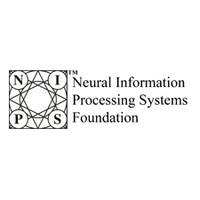 N I
P S
™
Neural Information
Processing Systems
Foundation